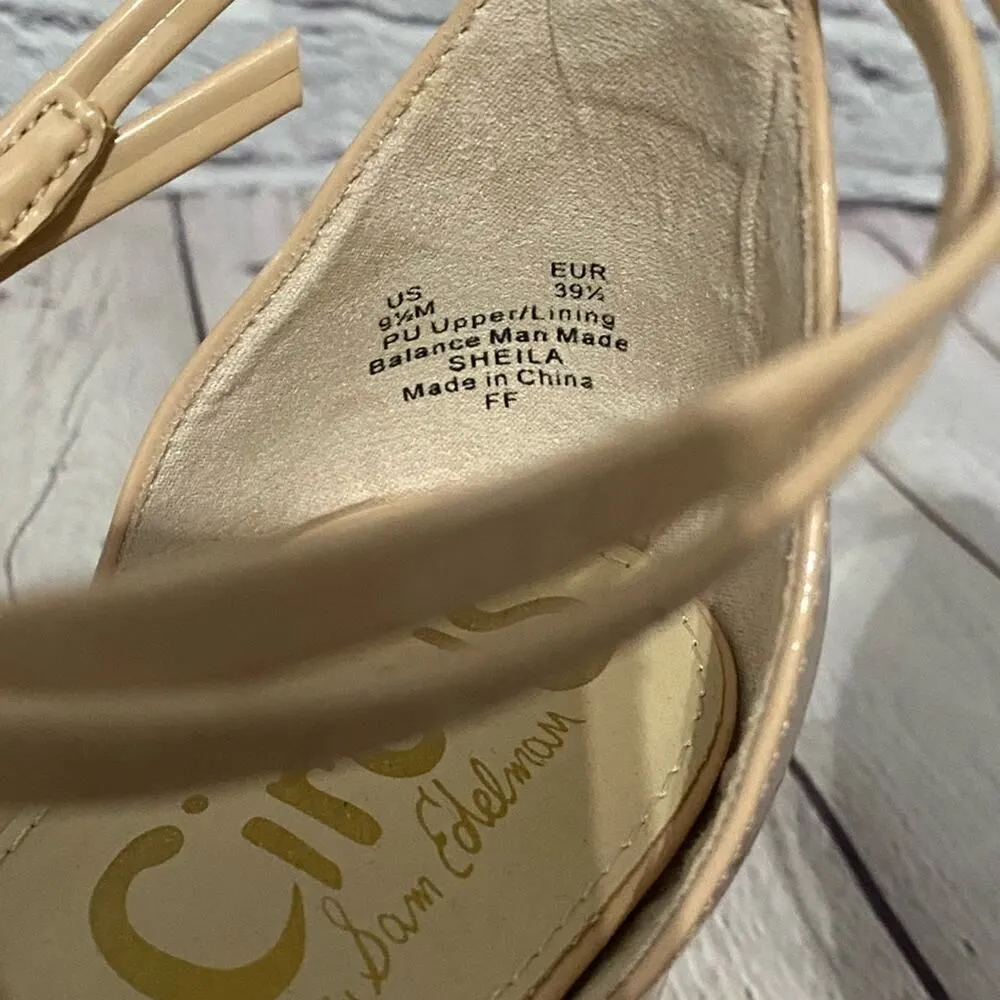 US EUR
9½M 39½
PU Upper/Lining
Balance Man Made
SHEILA
Made in China
FF
Sam Edelman